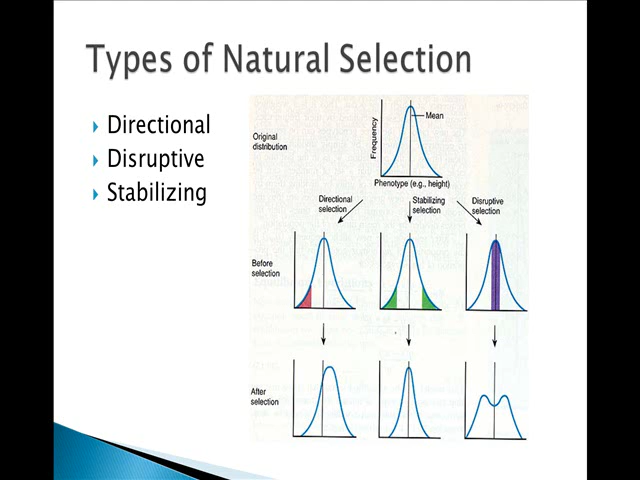 Types of Natural Selection
Directional
Disruptive
Stabilizing
Original
distribution
Frequency
Mean
Phenotype (e.g., height)
Directional
selection
Stabilizing
selection
Disruptive
selection
Before
selection
After
selection